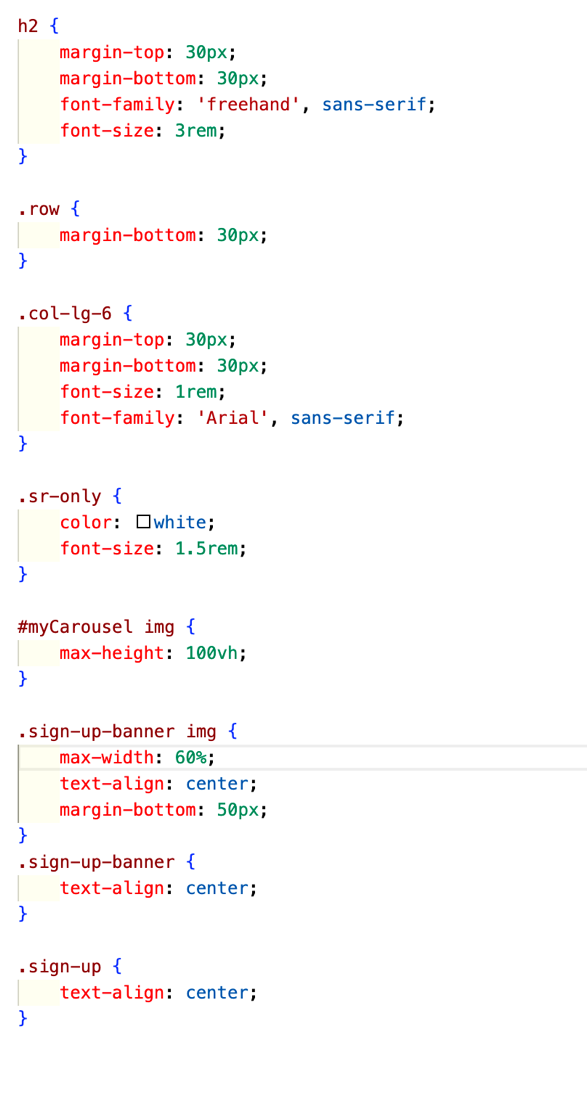 h2 {
    margin-top: 30px;
    margin-bottom: 30px;
    font-family: 'freehand', sans-serif;
    font-size: 3rem;
}

.row {
    margin-bottom: 30px;
}

.col-lg-6 {
    margin-top: 30px;
    margin-bottom: 30px;
    font-size: 1rem;
    font-family: 'Arial', sans-serif;
}

.sr-only {
    color: white;
    font-size: 1.5rem;
}

#myCarousel img {
    max-height: 100vh;
}

.sign-up-banner img {
    max-width: 60%;
    text-align: center;
    margin-bottom: 50px;
}
.sign-up-banner {
    text-align: center;
}

.sign-up {
    text-align: center;
}